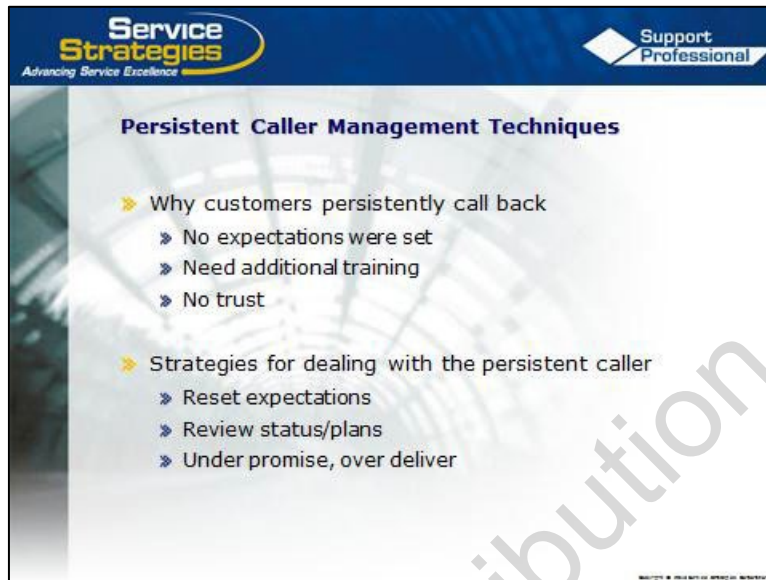 Service
Strategies
Advancing Service Excellence
Support
Professional
Persistent Caller Management Techniques
Why customers persistently call back
No expectations were set
Need additional training
No trust
Strategies for dealing with the persistent caller
Reset expectations
Review status/plans
Under promise, over deliver